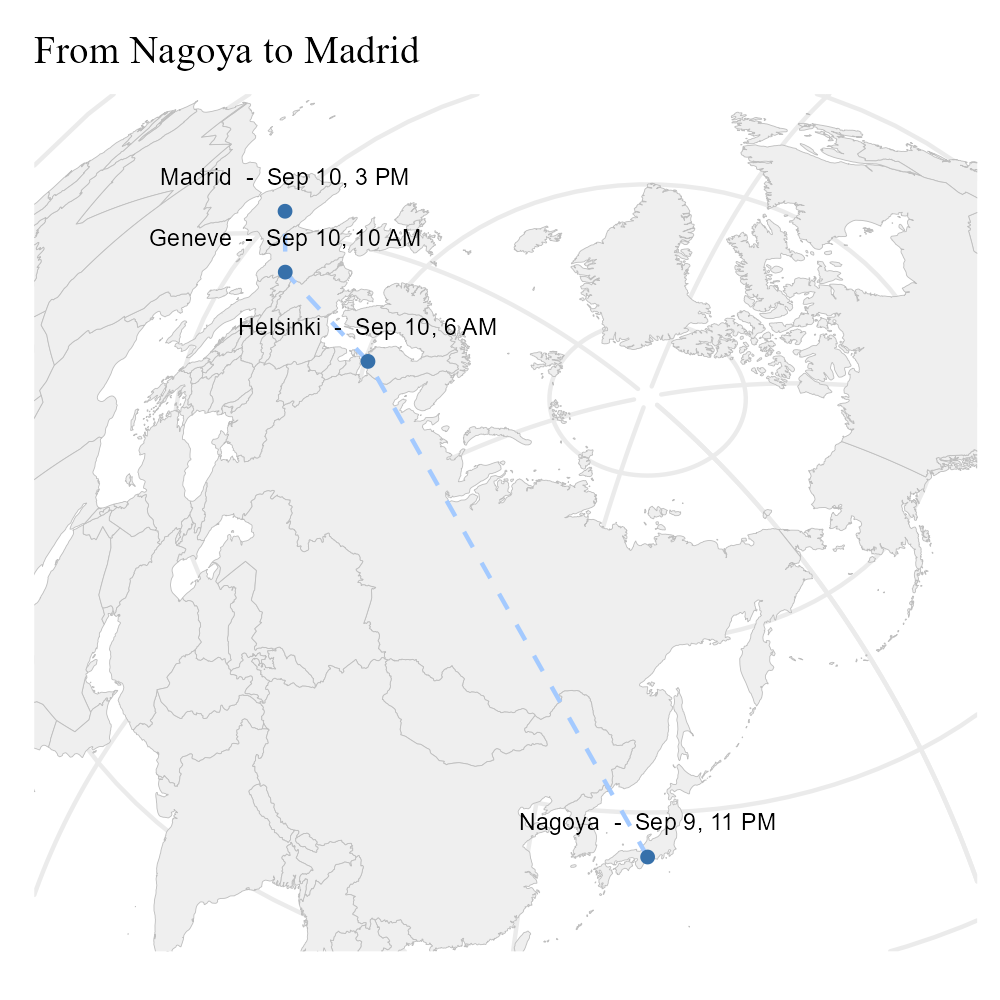 From Nagoya to Madrid
Madrid - Sep 10, 3 PM
Geneve - Sep 10, 10 AM
Helsinki - Sep 10, 6 AM
Nagoya - Sep 9, 11 PM